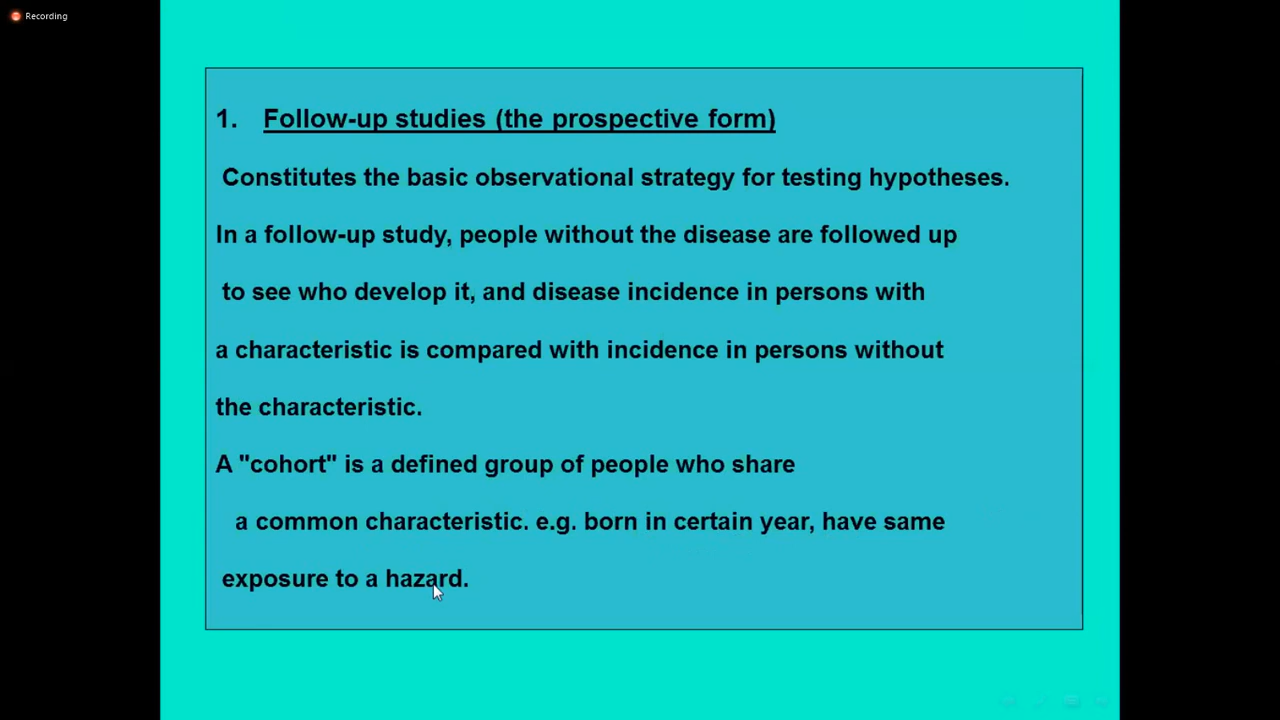 Recording
1. Follow-up studies (the prospective form)
Constitutes the basic observational strategy for testing hypotheses.
In a follow-up study, people without the disease are followed up
to see who develop it, and disease incidence in persons with
a characteristic is compared with incidence in persons without
the characteristic.
A "cohort" is a defined group of people who share
a common characteristic. e.g. born in certain year, have same
exposure to a hazard.